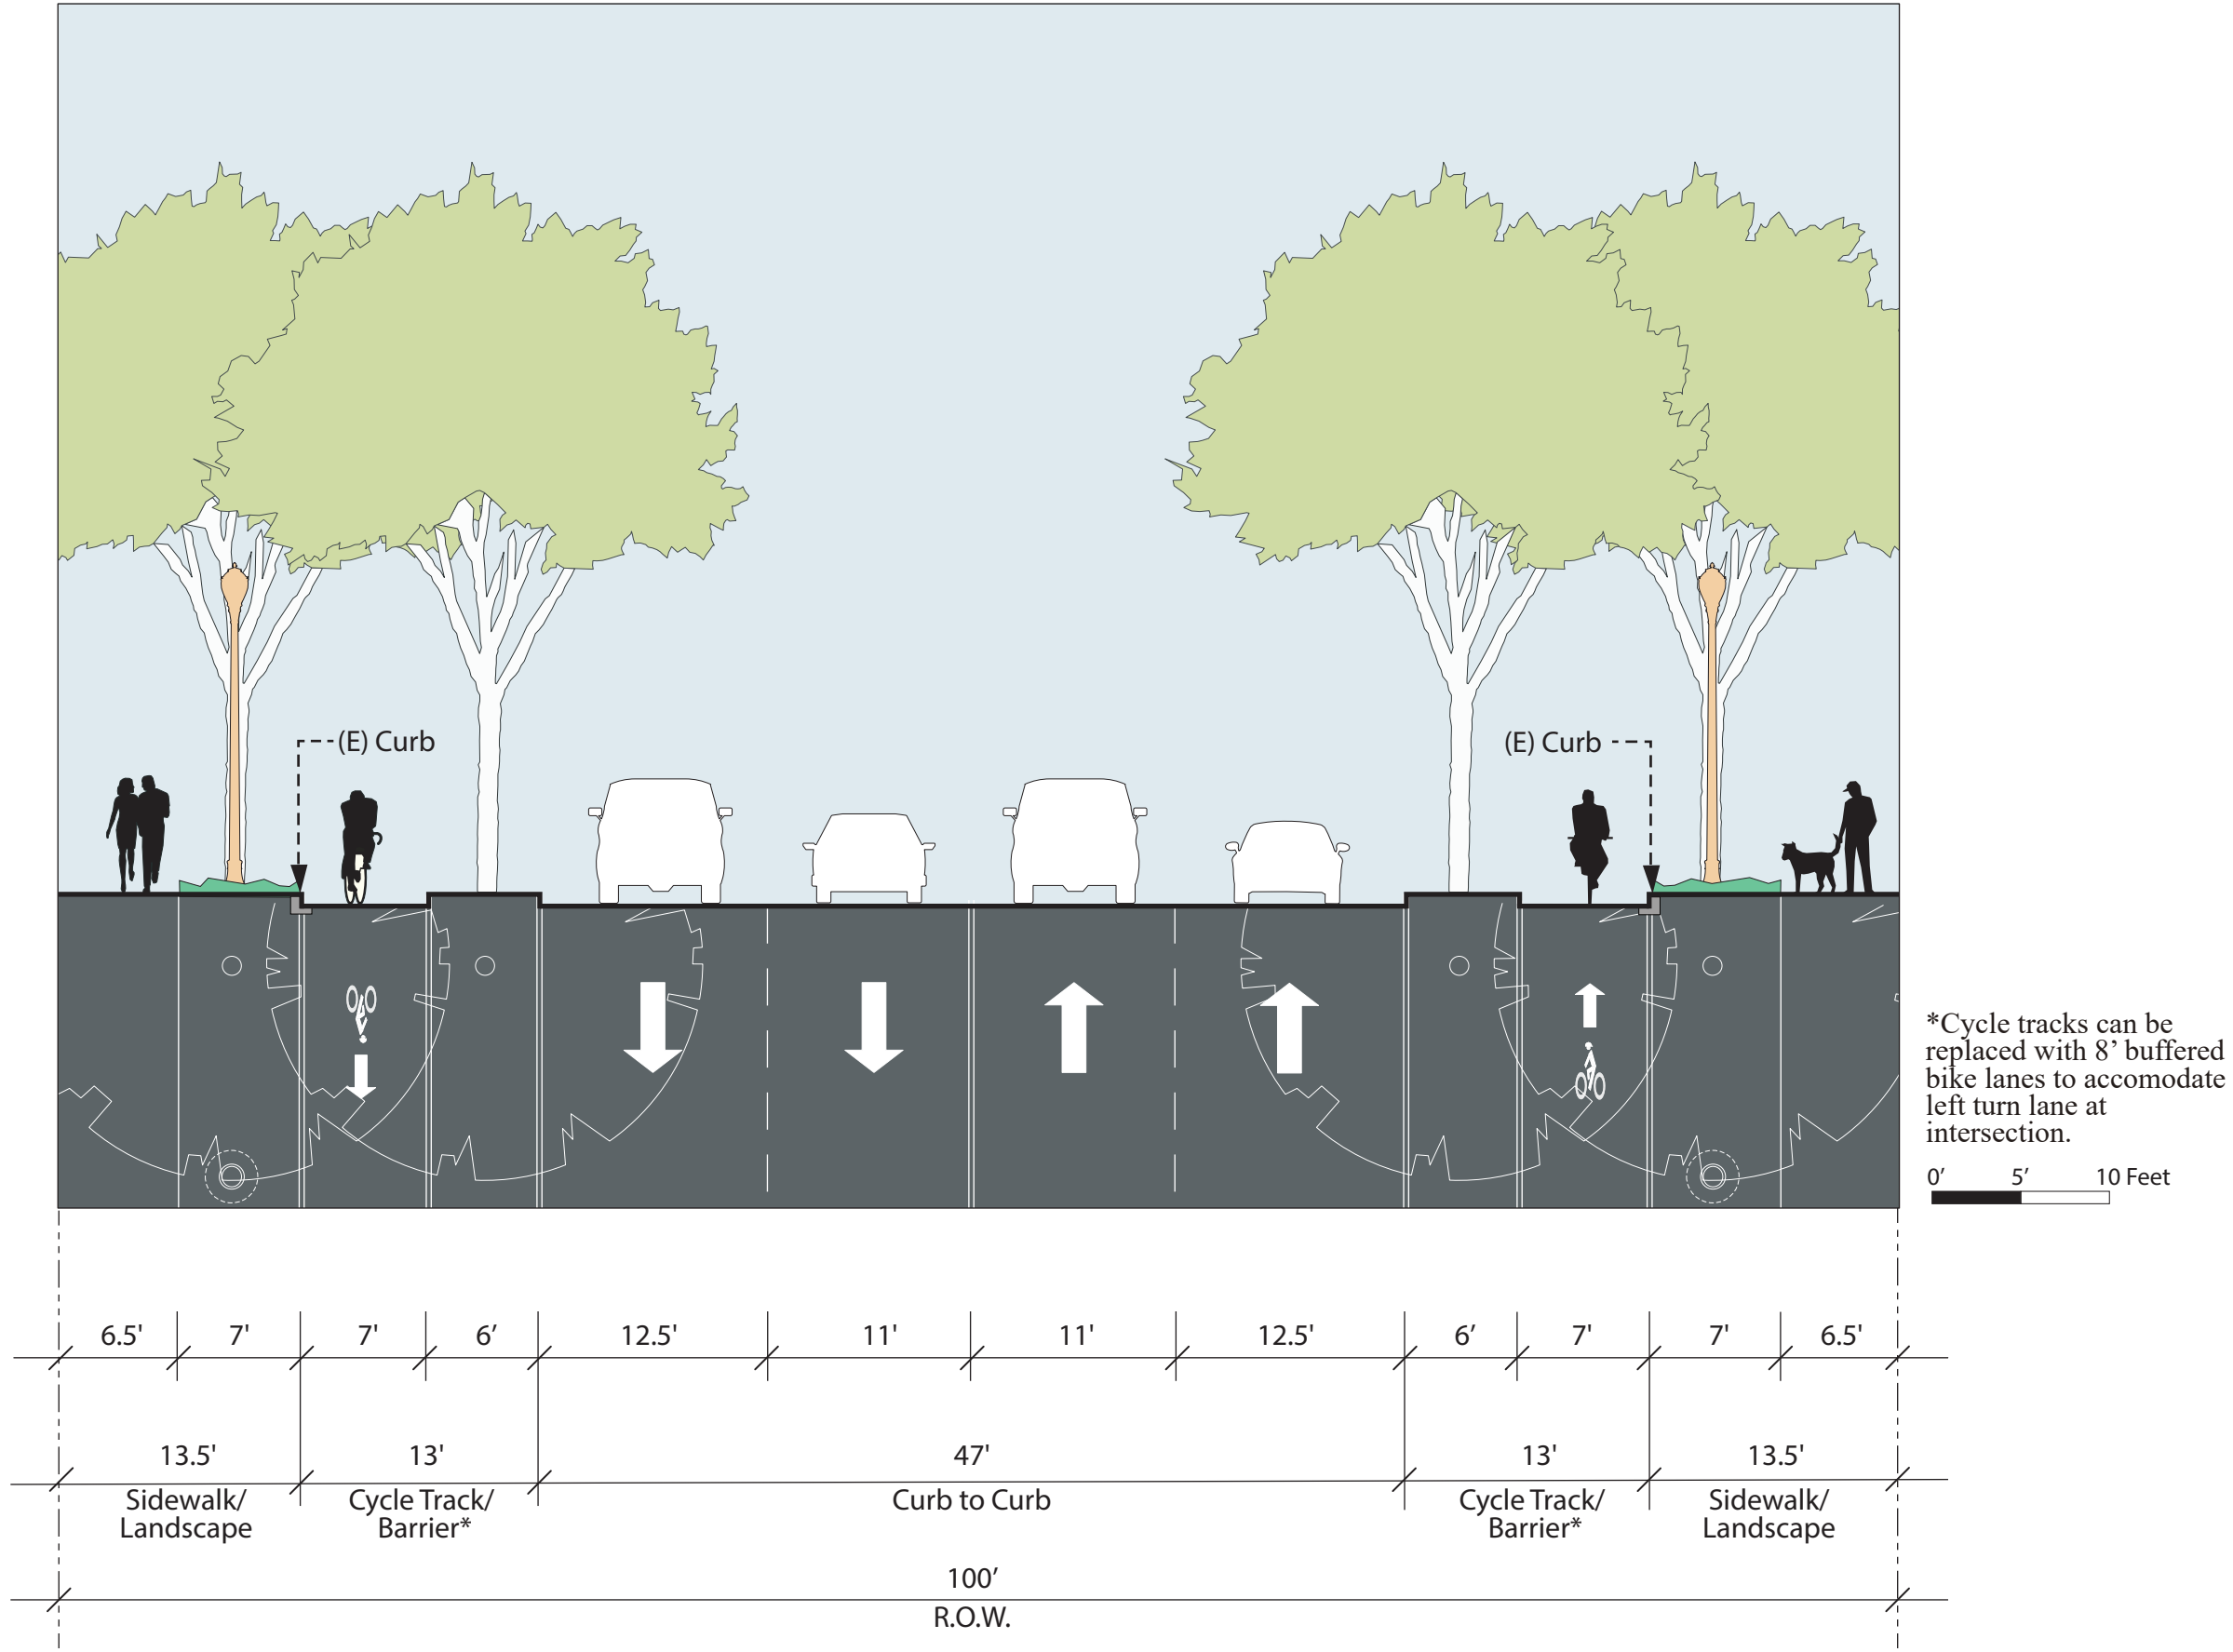 (E) Curb
(E) Curb
*Cycle tracks can be
replaced with 8’ buffered
bike lanes to accomodate
left turn lane at
intersection.
0’ 5’ 10 Feet
6.5' 7' 7' 6’ 12.5' 11' 11' 12.5' 6’ 7' 7' 6.5'
13.5' 13' 47' 13' 13.5'
Sidewalk/
Landscape
Cycle Track/
Barrier*
Curb to Curb
Cycle Track/
Barrier*
Sidewalk/
Landscape
100’
R.O.W.